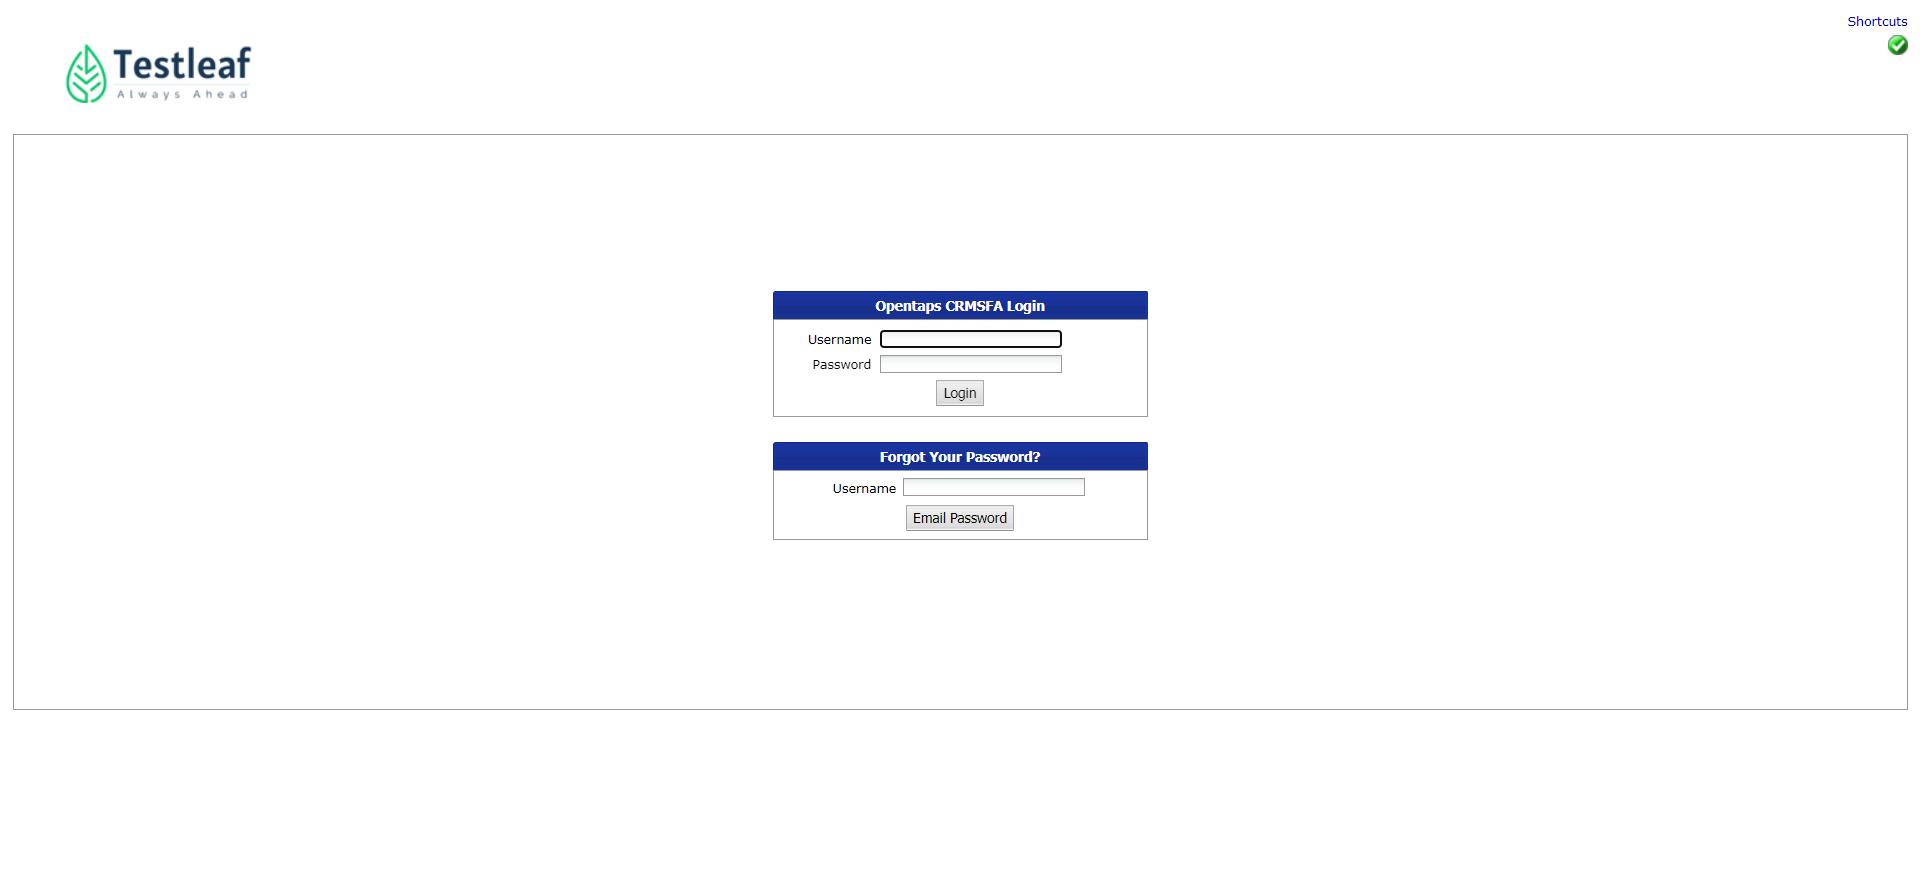 Shortcuts
Testleaf
Always Ahead
Opentaps CRMSFA Login
Username
Password
Login
Forgot Your Password?
Username
Email Password